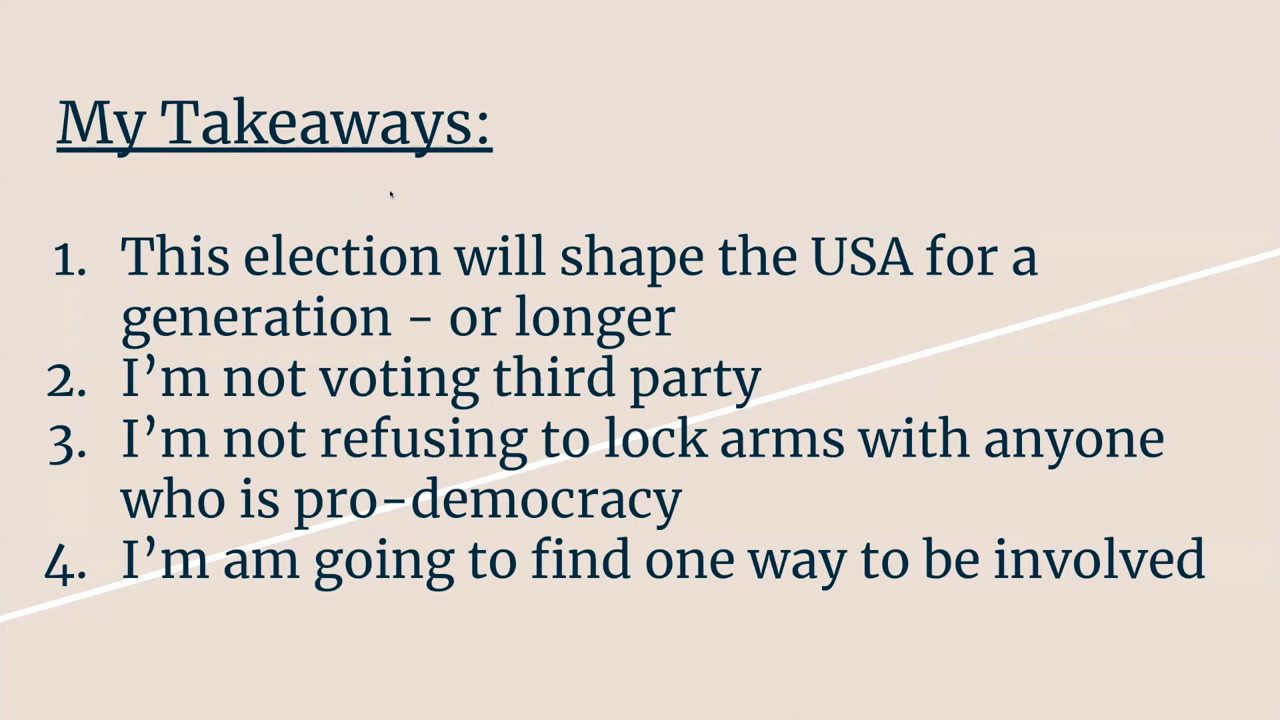 My Takeaways:
1. This election will shape the USA for a
generation - or longer
2. I’m not voting third party
3. I’m not refusing to lock arms with anyone
who is pro-democracy
4. I’m am going to find one way to be involved